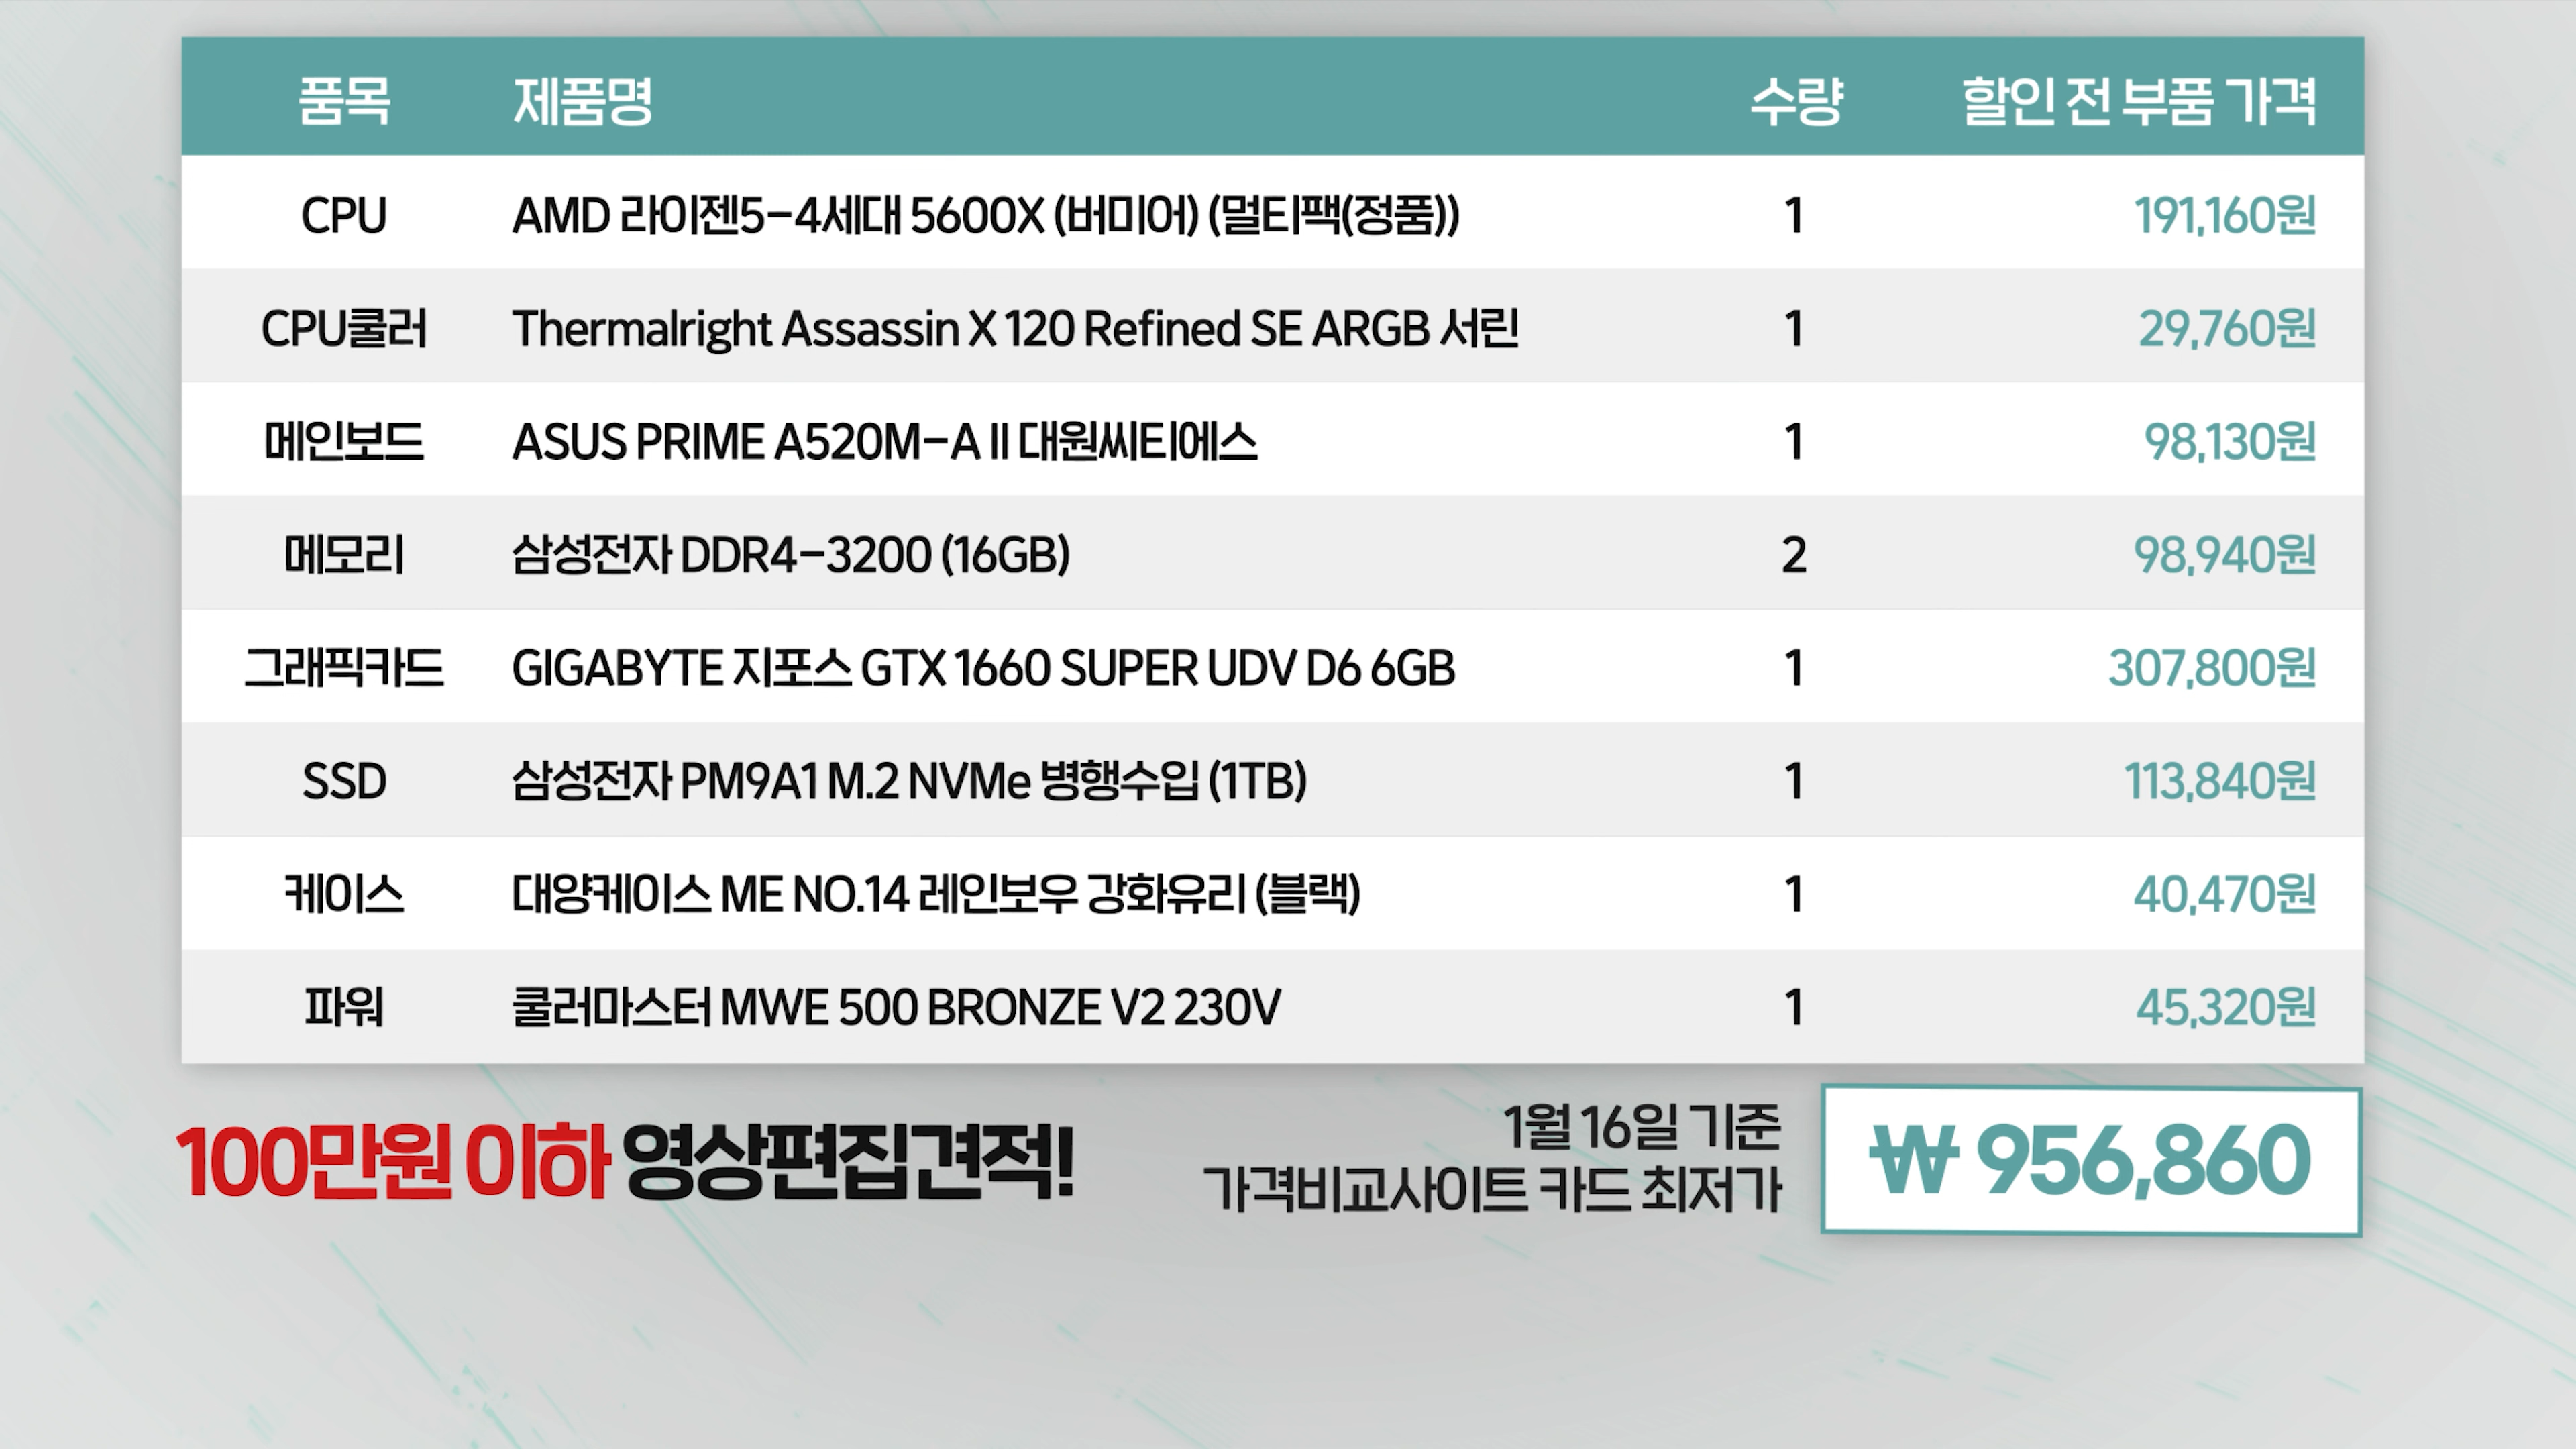 품목 제품명 수량 할인 전 부품 가격
CPU AMD 라이젠5-4세대 5600X (버미어) (멀티팩(정품)) 1 191,160원
CPU쿨러 Thermalright Assassin X 120 Refined SE ARGB 서린 1 29,760원
메인보드 ASUS PRIME A520M-A II 대원씨티에스 1 98,130원
메모리 삼성전자 DDR4-3200 (16GB) 2 98,940원
그래픽카드 GIGABYTE 지포스 GTX 1660 SUPER UDV D6 6GB 1 307,800원
SSD 삼성전자 PM9A1 M.2 NVMe 병행수입 (1TB) 1 113,840원
케이스 대양케이스 ME NO.14 레인보우 강화유리 (블랙) 1 40,470원
파워 쿨러마스터 MWE 500 BRONZE V2 230V 1 45,320원
100만원 이하 영상편집견적!
1월 16일 기준
가격비교사이트 카드 최저가
₩ 956,860